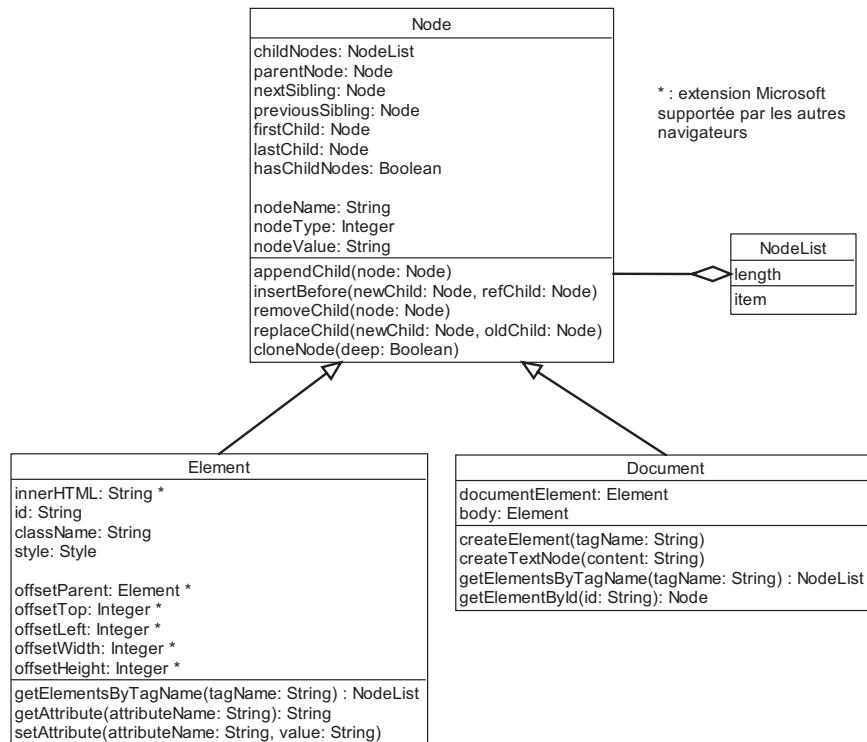 Node
childNodes: NodeList
parentNode: Node
nextSibling: Node
previousSibling: Node
firstChild: Node
lastChild: Node
hasChildNodes: Boolean
nodeName: String
nodeType: Integer
nodeValue: String
appendChild(node: Node)
insertBefore(newChild: Node, refChild: Node)
removeChild(node: Node)
replaceChild(newChild: Node, oldChild: Node)
cloneNode(deep: Boolean)
* : extension Microsoft
supportée par les autres
navigateurs
NodeList
length
item
Element
innerHTML: String *
id: String
className: String
style: Style
offsetParent: Element *
offsetTop: Integer *
offsetLeft: Integer *
offsetWidth: Integer *
offsetHeight: Integer *
getElementsByTagName(tagName: String) : NodeList
getAttribute(attributeName: String): String
setAttribute(attributeName: String, value: String)
Document
documentElement: Element
body: Element
createElement(tagName: String)
createTextNode(content: String)
getElementsByTagName(tagName: String) : NodeList
getElementById(id: String): Node